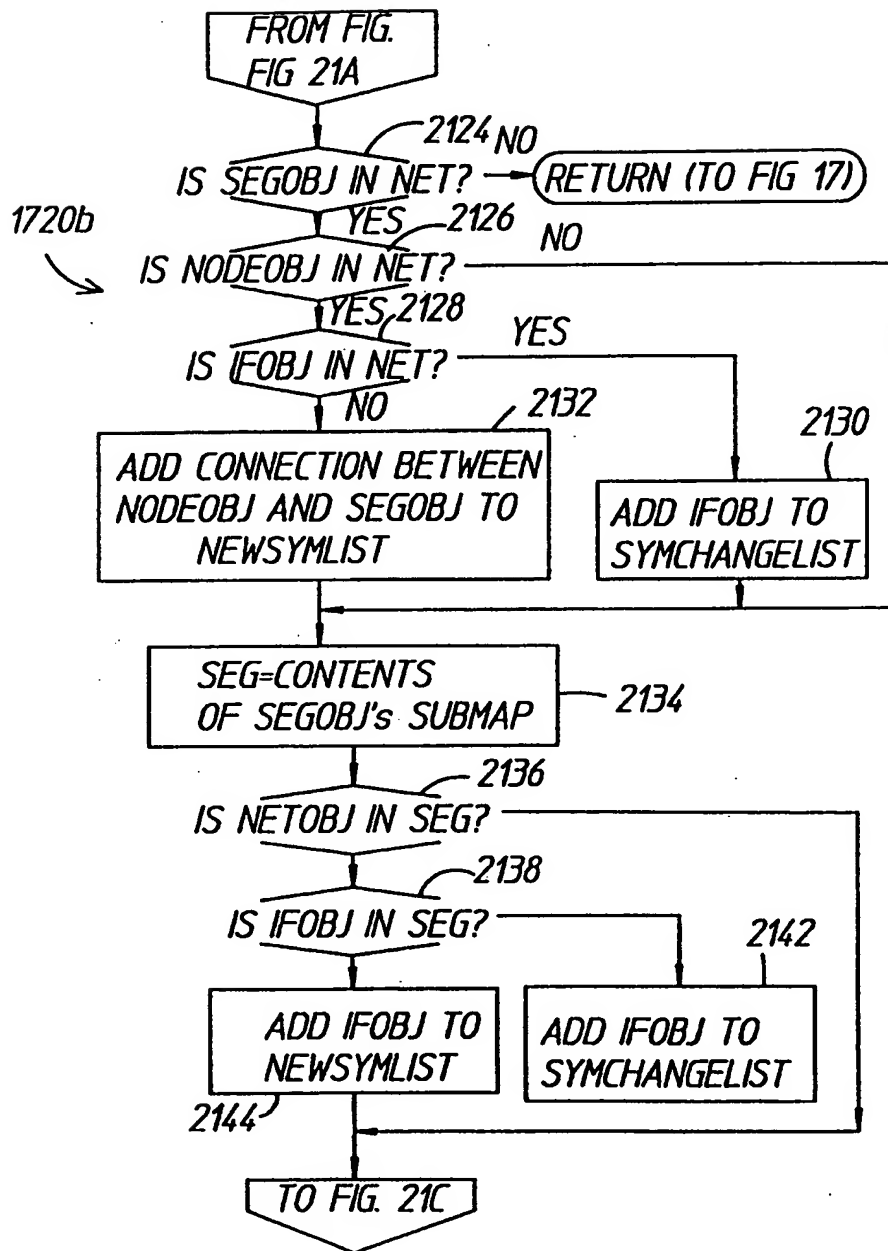 FROM FIG.
FIG 21A
2124
NO
IS SEGOBJ IN NET?
RETURN (TO FIG 17)
1720b
YES
2126
NO
IS NODEOBJ IN NET?
YES
2128
YES
IS IFOBJ IN NET?
NO
2132
2130
ADD CONNECTION BETWEEN
NODEOBJ AND SEGOBJ TO
NEWSYMLIST
ADD IFOBJ TO
SYMCHANGELIST
SEG=CONTENTS
OF SEGOBJ's SUBMAP
2134
2136
IS NETOBJ IN SEG?
2138
IS IFOBJ IN SEG?
2142
ADD IFOBJ TO
NEWSYMLIST
ADD IFOBJ TO
SYMCHANGELIST
2144
TO FIG. 21C